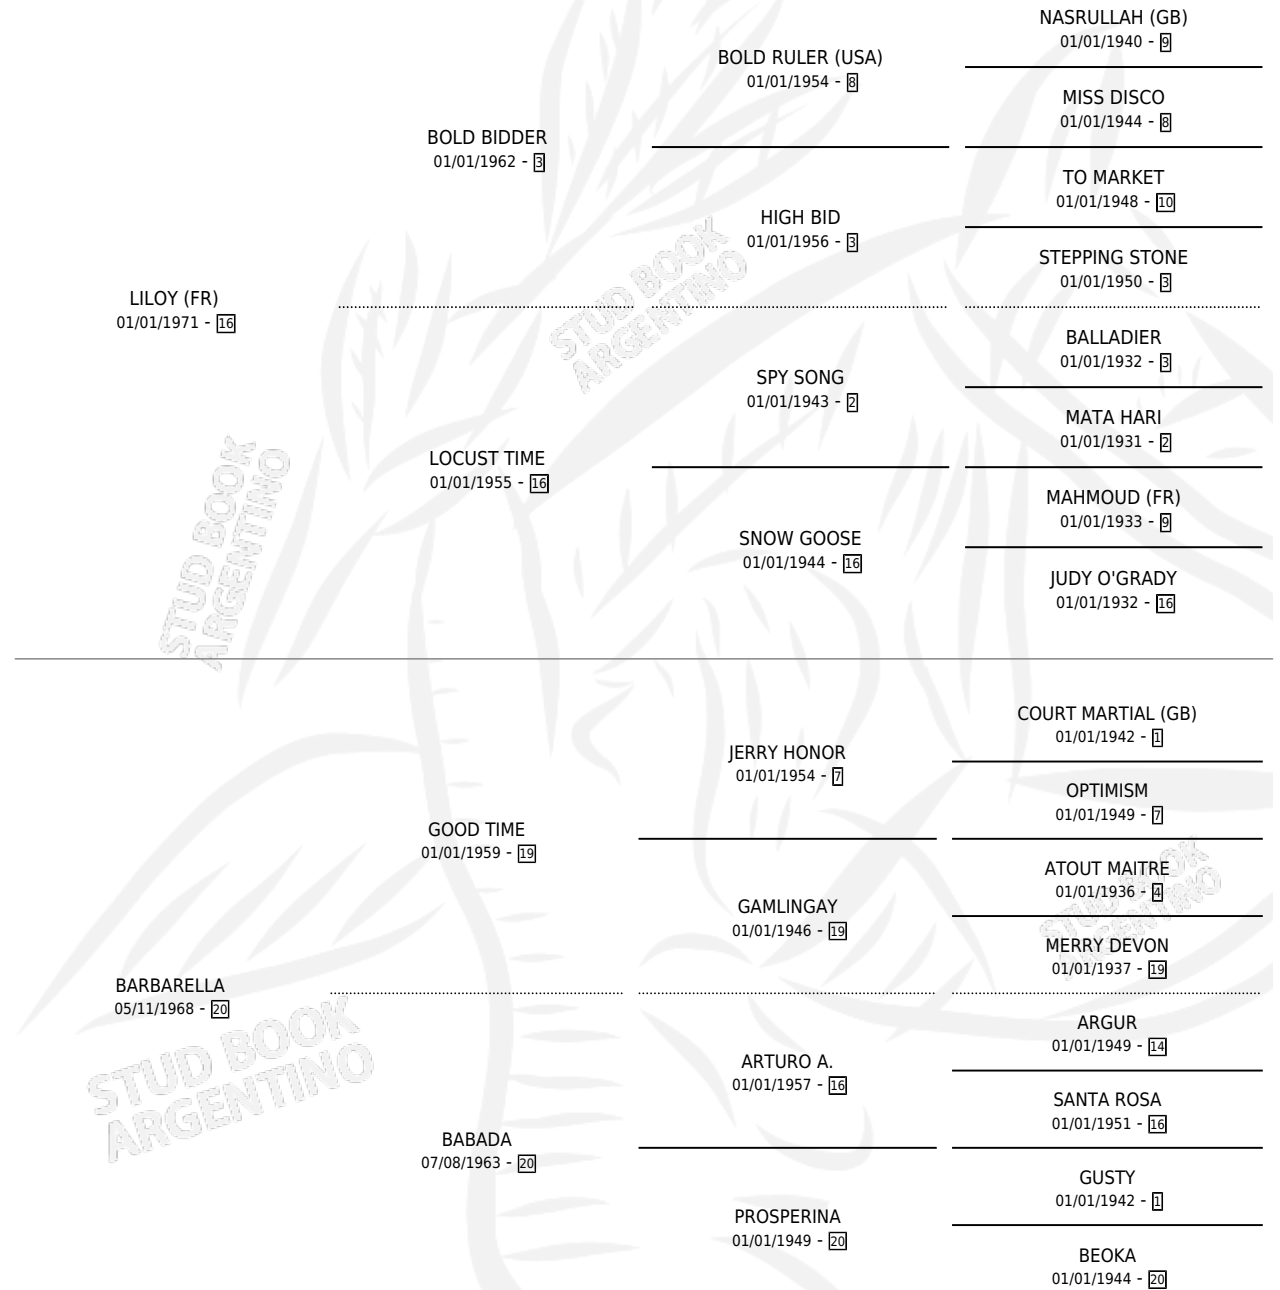 NASRULLAH (GB)
01/01/1940 - 9
BOLD RULER (USA)
01/01/1954 - 8
MISS DISCO
01/01/1944 - 8
BOLD BIDDER
01/01/1962 - 3
TO MARKET
01/01/1948 - 10
HIGH BID
01/01/1956 - 3
STEPPING STONE
01/01/1950 - 3
LILOY (FR)
01/01/1971 - 16
BALLADIER
01/01/1932 - 3
SPY SONG
01/01/1943 - 2
MATA HARI
01/01/1931 - 2
LOCUST TIME
01/01/1955 - 16
MAHMOUD (FR)
01/01/1933 - 9
SNOW GOOSE
01/01/1944 - 16
JUDY O'GRADY
01/01/1932 - 16
COURT MARTIAL (GB)
01/01/1942 - 1
JERRY HONOR
01/01/1954 - 7
OPTIMISM
01/01/1949 - 7
GOOD TIME
01/01/1959 - 19
ATOUT MAITRE
01/01/1936 - 4
GAMLINGAY
01/01/1946 - 19
MERRY DEVON
01/01/1937 - 19
BARBARELLA
05/11/1968 - 20
ARGUR
01/01/1949 - 14
ARTURO A.
01/01/1957 - 16
SANTA ROSA
01/01/1951 - 16
BABADA
07/08/1963 - 20
GUSTY
01/01/1942 - 1
PROSPERINA
01/01/1949 - 20
BEOKA
01/01/1944 - 20
STUD BOOK
ARGENTINO
STUD BOOK
ARGENTINO
STUD BOOK
ARGENTINO
STUD BOOK
ARGENTINO